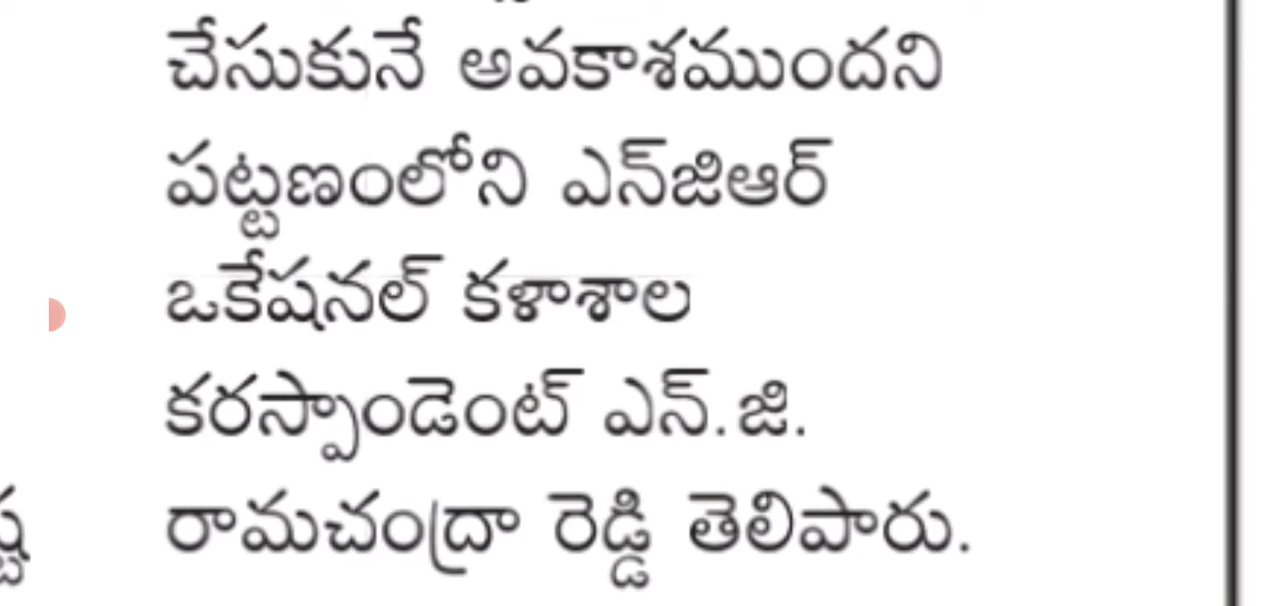 చేసుకునే అవకాశముందని
పట్టణంలోని ఎన్‌జిఆర్
ఒకేషనల్ కళాశాల
కరస్పాండెంట్ ఎన్.జి.
రామచంద్రా రెడ్డి తెలిపారు.